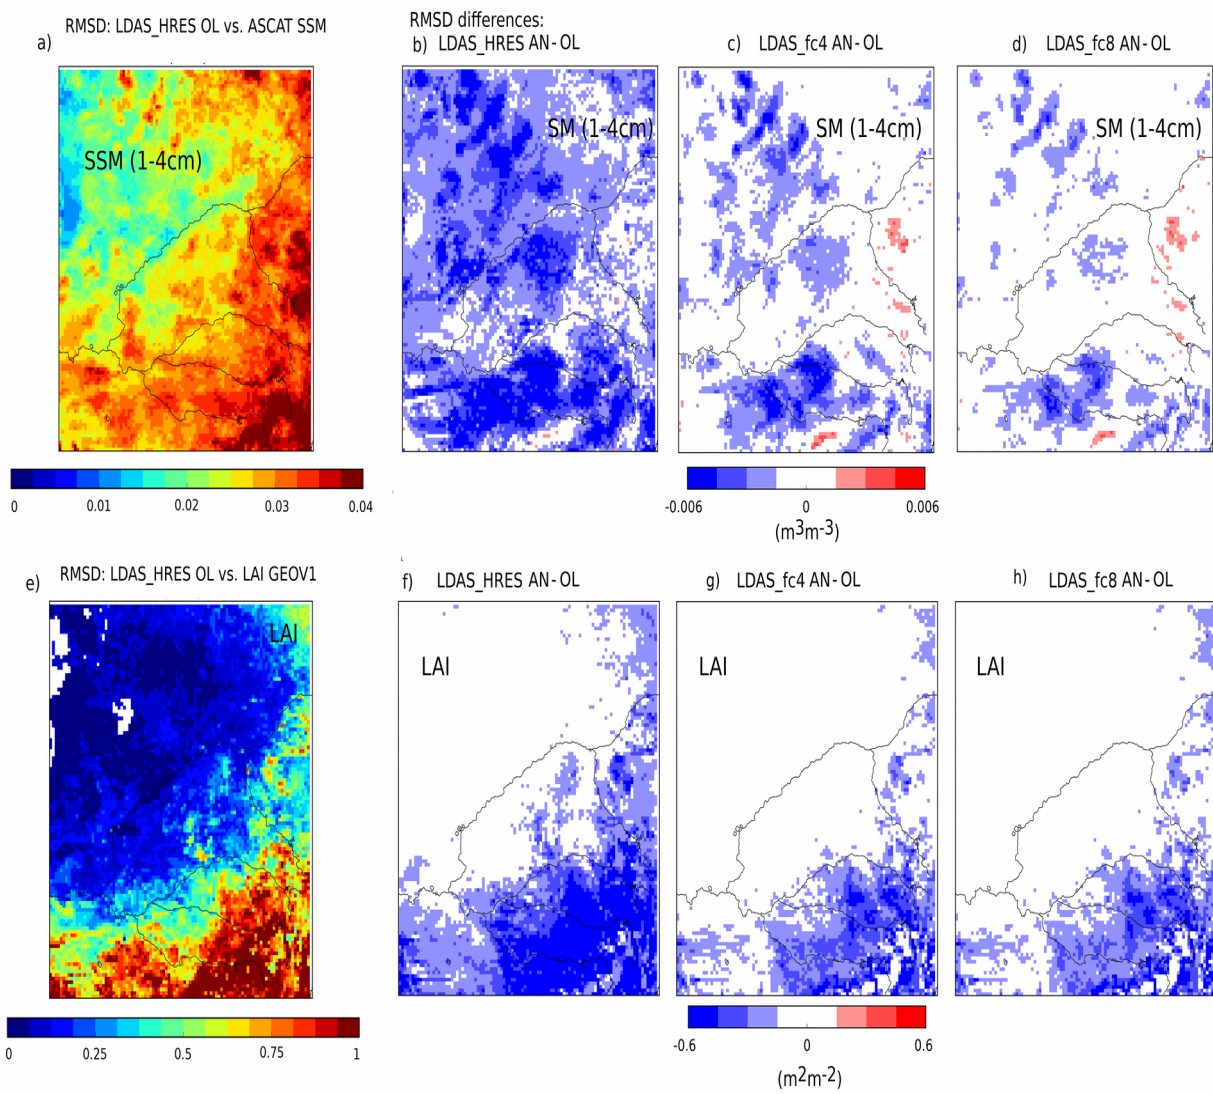 RMSD: LDAS_HRES OL vs. ASCAT SSM
a)
RMSD differences:
b) LDAS_HRES AN-OL
c) LDAS_fc4 AN-OL
d) LDAS_fc8 AN-OL
SSM (1-4cm)
SM (1-4cm)
SM (1-4cm)
SM (1-4cm)
0 0.01 0.02 0.03 0.04
-0.006 0 0.006
(m3m-3)
RMSD: LDAS_HRES OL vs. LAI GEOV1
e)
f) LDAS_HRES AN-OL
g) LDAS_fc4 AN-OL
h) LDAS_fc8 AN-OL
LAI
LAI
LAI
LAI
0 0.25 0.5 0.75 1
-0.6 0 0.6
(m2m-2)